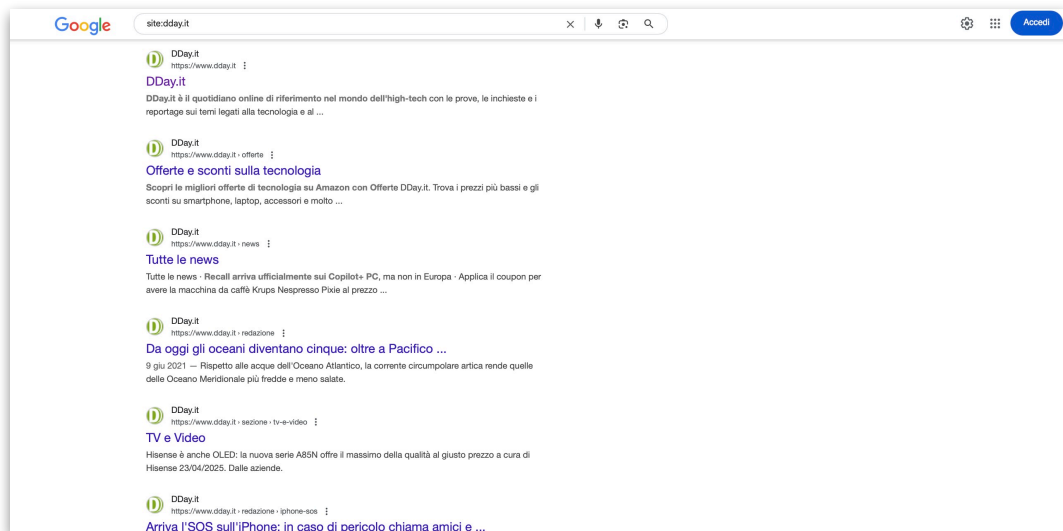 Google
site:dday.it
Accedi
DDay.it
https://www.dday.it
DDay.it
DDay.it è il quotidiano online di riferimento nel mondo dell'high-tech con le prove, le inchieste e i
reportage sui temi legati alla tecnologia e al ...
DDay.it
https://www.dday.it › offerte
Offerte e sconti sulla tecnologia
Scopri le migliori offerte di tecnologia su Amazon con Offerte DDay.it. Trova i prezzi più bassi e gli
sconti su smartphone, laptop, accessori e molto ...
DDay.it
https://www.dday.it › news
Tutte le news
Tutte le news · Recall arriva ufficialmente sui Copilot+ PC, ma non in Europa · Applica il coupon per
avere la macchina da caffè Krups Nespresso Pixie al prezzo ...
DDay.it
https://www.dday.it › redazione
Da oggi gli oceani diventano cinque: oltre a Pacifico ...
9 giu 2021 — Rispetto alle acque dell'Oceano Atlantico, la corrente circumpolare artica rende quelle
delle Oceano Meridionale più fredde e meno salate.
DDay.it
https://www.dday.it › sezione › tv-e-video
TV e Video
Hisense è anche OLED: la nuova serie A85N offre il massimo della qualità al giusto prezzo a cura di
Hisense 23/04/2025. Dalle aziende.
DDay.it
https://www.dday.it › redazione › iphone-sos
Arriva l'SOS sull'iPhone: in caso di pericolo chiama amici e ...